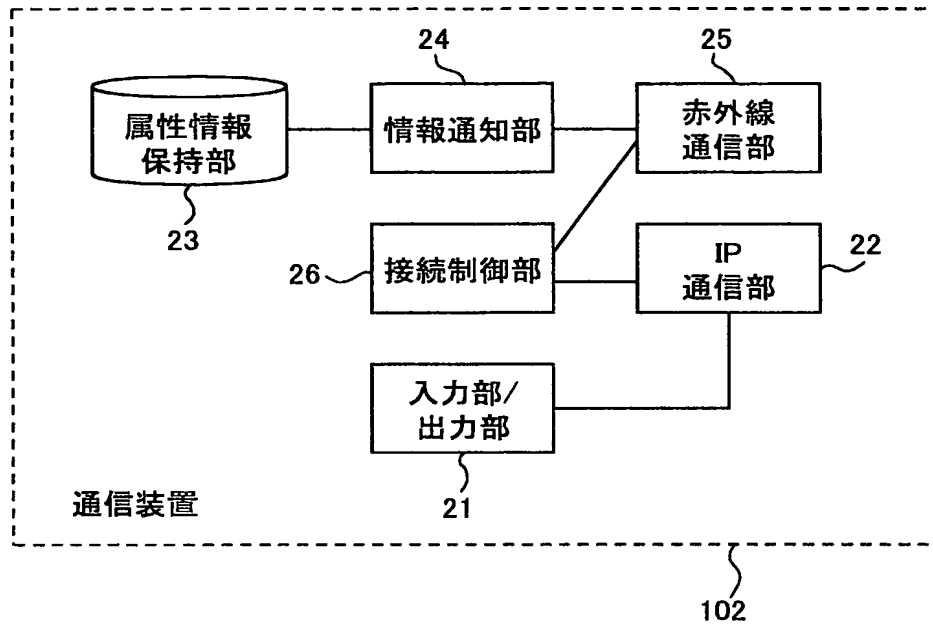 24
25
属性情報
保持部
23
情報通知部
赤外線
通信部
26
接続制御部
IP
通信部
22
入力部/
出力部
21
通信装置
102